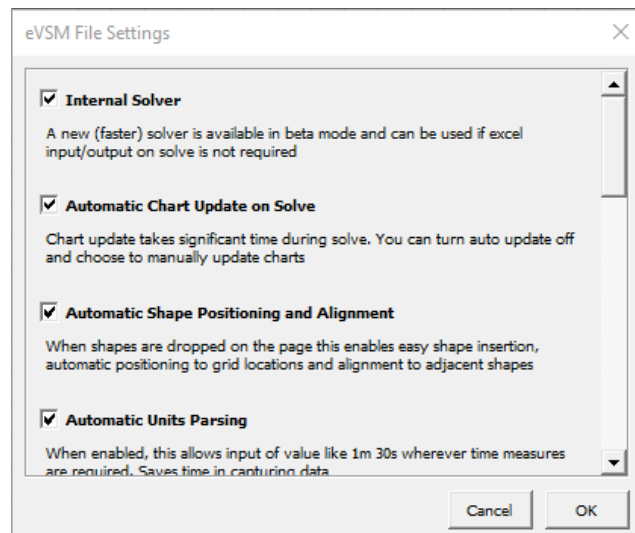 eVSM File Settings
Internal Solver
A new (faster) solver is available in beta mode and can be used if excel
input/output on solve is not required
Automatic Chart Update on Solve
Chart update takes significant time during solve. You can turn auto update off
and choose to manually update charts
Automatic Shape Positioning and Alignment
When shapes are dropped on the page this enables easy shape insertion,
automatic positioning to grid locations and alignment to adjacent shapes
Automatic Units Parsing
When enabled, this allows input of value like 1m 30s wherever time measures
are required. Saves time in capturing data
Cancel OK